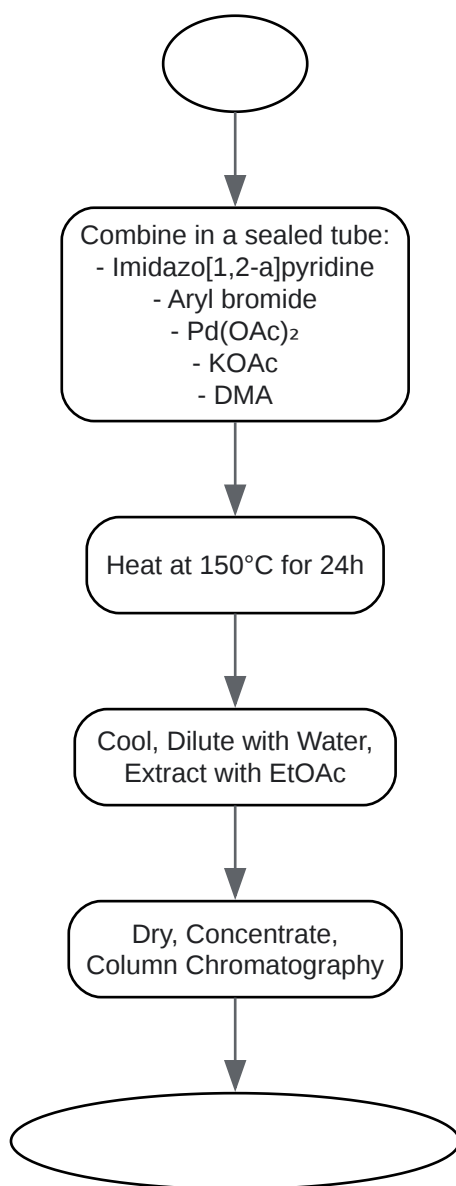 Combine in a sealed tube:
- Imidazo[1,2-a]pyridine
- Aryl bromide
- Pd(OAc)₂
- KOAc
- DMA
Heat at 150°C for 24h
Cool, Dilute with Water,
Extract with EtOAc
Dry, Concentrate,
Column Chromatography